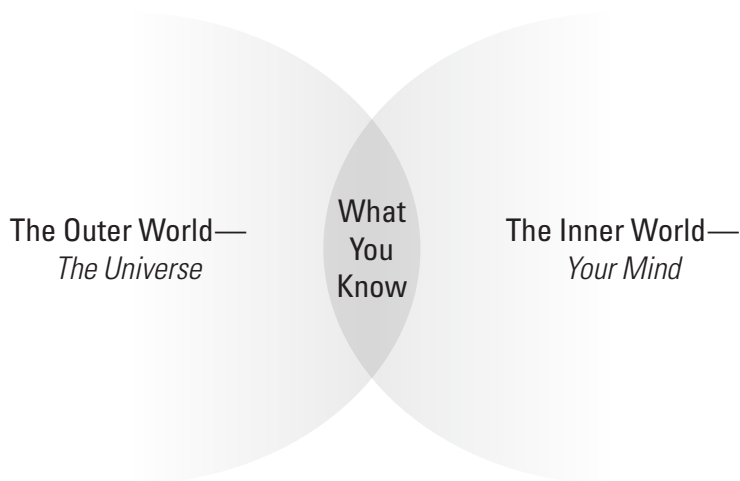 The Outer World—
The Universe
What
You
Know
The Inner World—
Your Mind